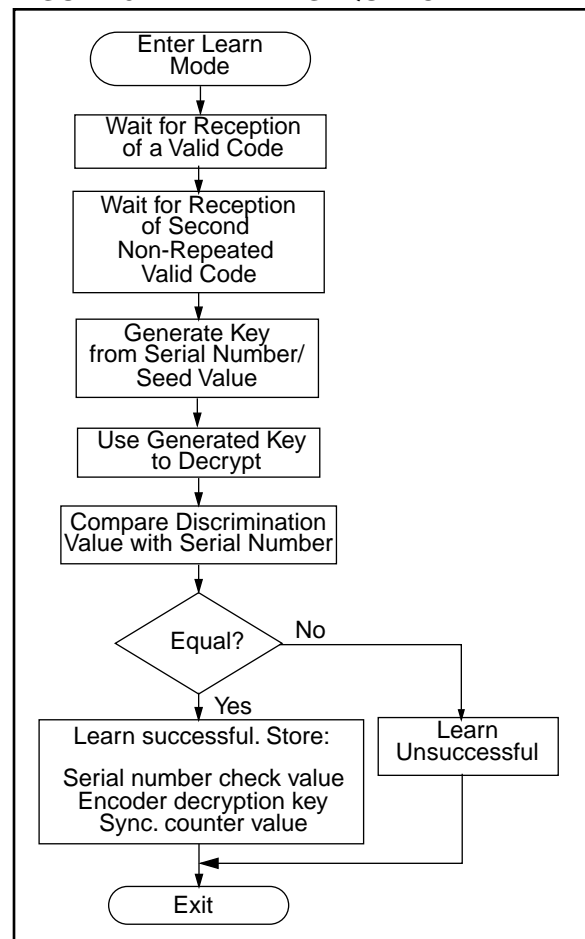 Enter Learn
Mode
Wait for Reception
of a Valid Code
Wait for Reception
of Second
Non-Repeated
Valid Code
Generate Key
from Serial Number/
Seed Value
Use Generated Key
to Decrypt
Compare Discrimination
Value with Serial Number
Equal?
No
Yes
Learn successful. Store:
Serial number check value
Encoder decryption key
Sync. counter value
Learn
Unsuccessful
Exit